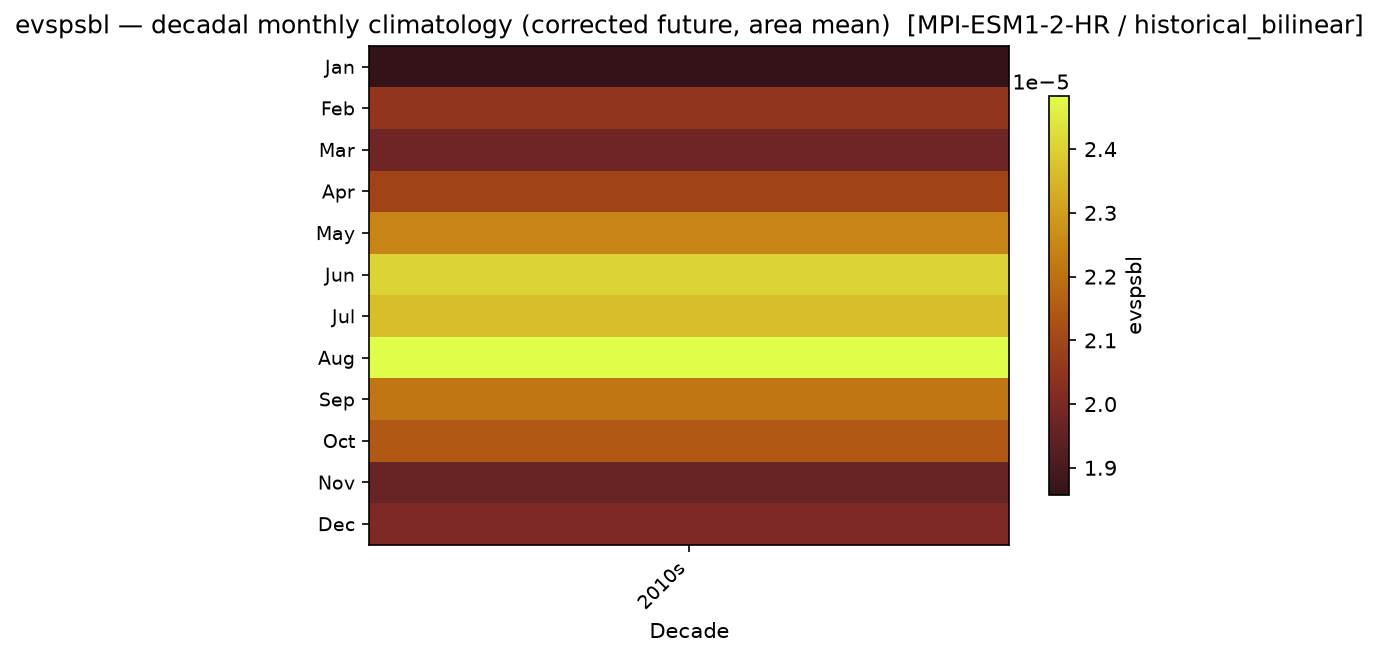 evspsbl — decadal monthly climatology (corrected future, area mean)  [MPI-ESM1-2-HR / historical_bilinear]
Jan
Feb
Mar
Apr
May
Jun
Jul
Aug
Sep
Oct
Nov
Dec
2010s
Decade
1e−5
2.4
2.3
2.2
2.1
2.0
1.9
evspsbl